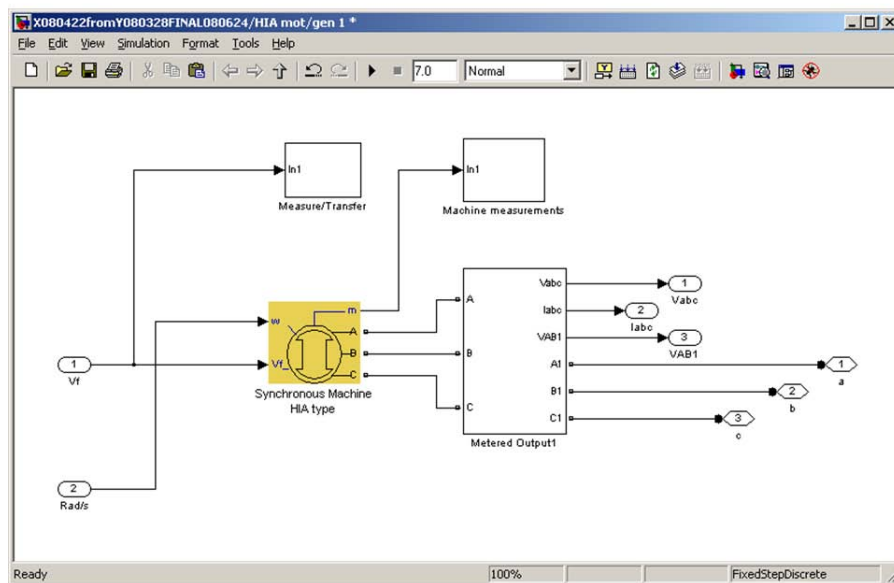 X080422fromY080328FINAL080624/HIA mot/gen 1 *
File Edit View Simulation Format Tools Help
7.0 Normal
In1
Measure/Transfer
In1
Machine measurements
w
Vf_
m
A
B
C
Synchronous Machine
HIA type
1
Vf
2
Rad/s
A
B
C
Vabc
Iabc
VAB1
A1
B1
C1
Metered Output1
1
Vabc
2
Iabc
3
VAB1
1
a
2
b
3
c
Ready 100% FixedStepDiscrete